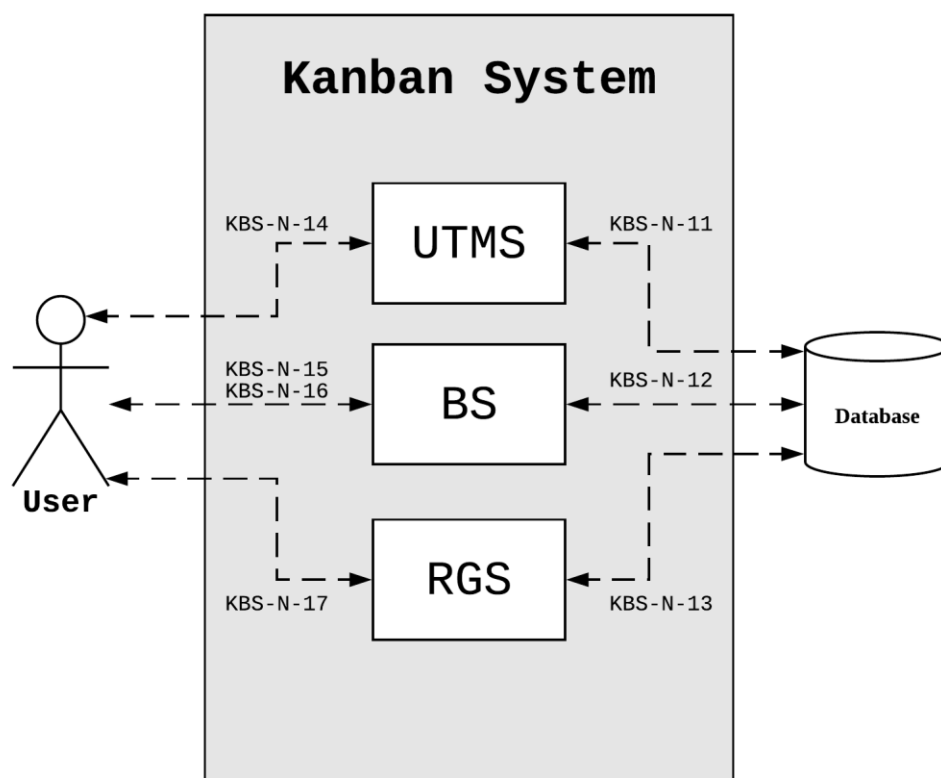 Kanban System
KBS-N-14
KBS-N-11
UTMS
KBS-N-15
KBS-N-16
KBS-N-12
BS
Database
User
RGS
KBS-N-17
KBS-N-13